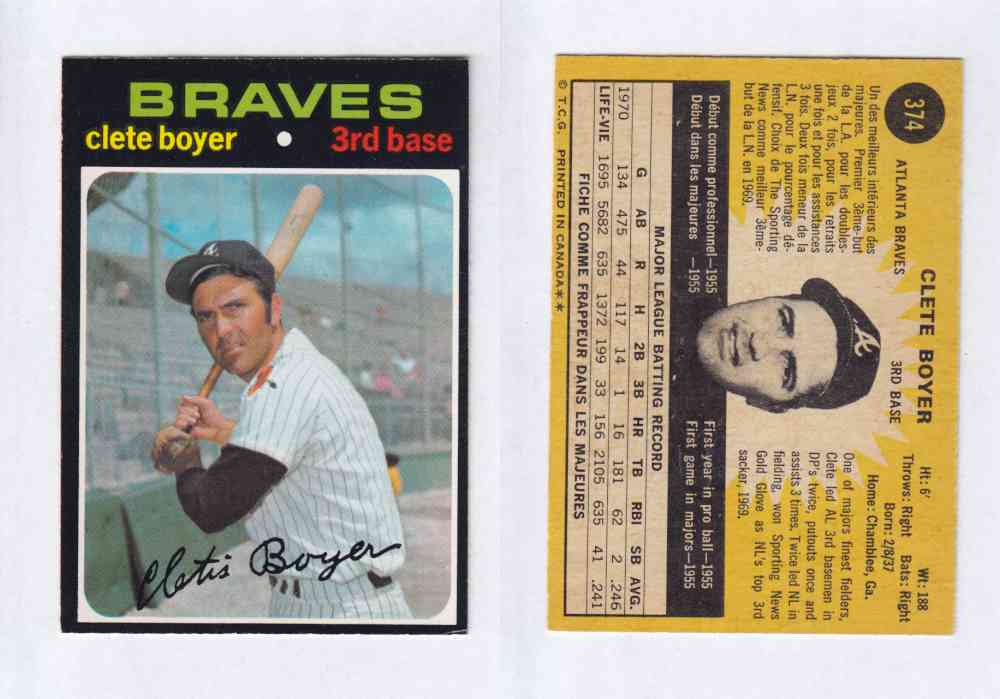 BRAVES
clete boyer • 3rd base
A
Cletis Boyer
374
CLETE BOYER
ATLANTA BRAVES 3RD BASE
Un des meilleurs intérieurs des
majeures. Premier 3ème-but
de la L.A. pour les doubles-
jeux 2 fois, pour les retraits
une fois et pour les assistances
3 fois. Deux fois meneur de la
L.N. pour le pourcentage dé-
fensif. Choix de The Sporting
News comme meilleur 3ème-
but de la L.N. en 1969.
A
Ht: 6' Wt: 188
Throws: Right Bats: Right
Born: 2/8/37
Home: Chamblee, Ga.
One of majors finest fielders,
Clete led AL 3rd basemen in
DP's twice, putouts once and
assists 3 times. Twice led NL in
fielding, won Sporting News
Gold Glove as NL's top 3rd
sacker, 1969.
Début comme professionnel—1955
Début dans les majeures —1955
First year in pro ball—1955
First game in majors—1955
MAJOR LEAGUE BATTING RECORD
G AB R H 2B 3B HR TB RBI SB AVG.
1970 134 475 44 117 14 1 16 181 62 2 .246
LIFE-VIE 1695 5682 635 1372 199 33 156 2105 635 41 .241
FICHE COMME FRAPPEUR DANS LES MAJEURES
© T.C.G. PRINTED IN CANADA**